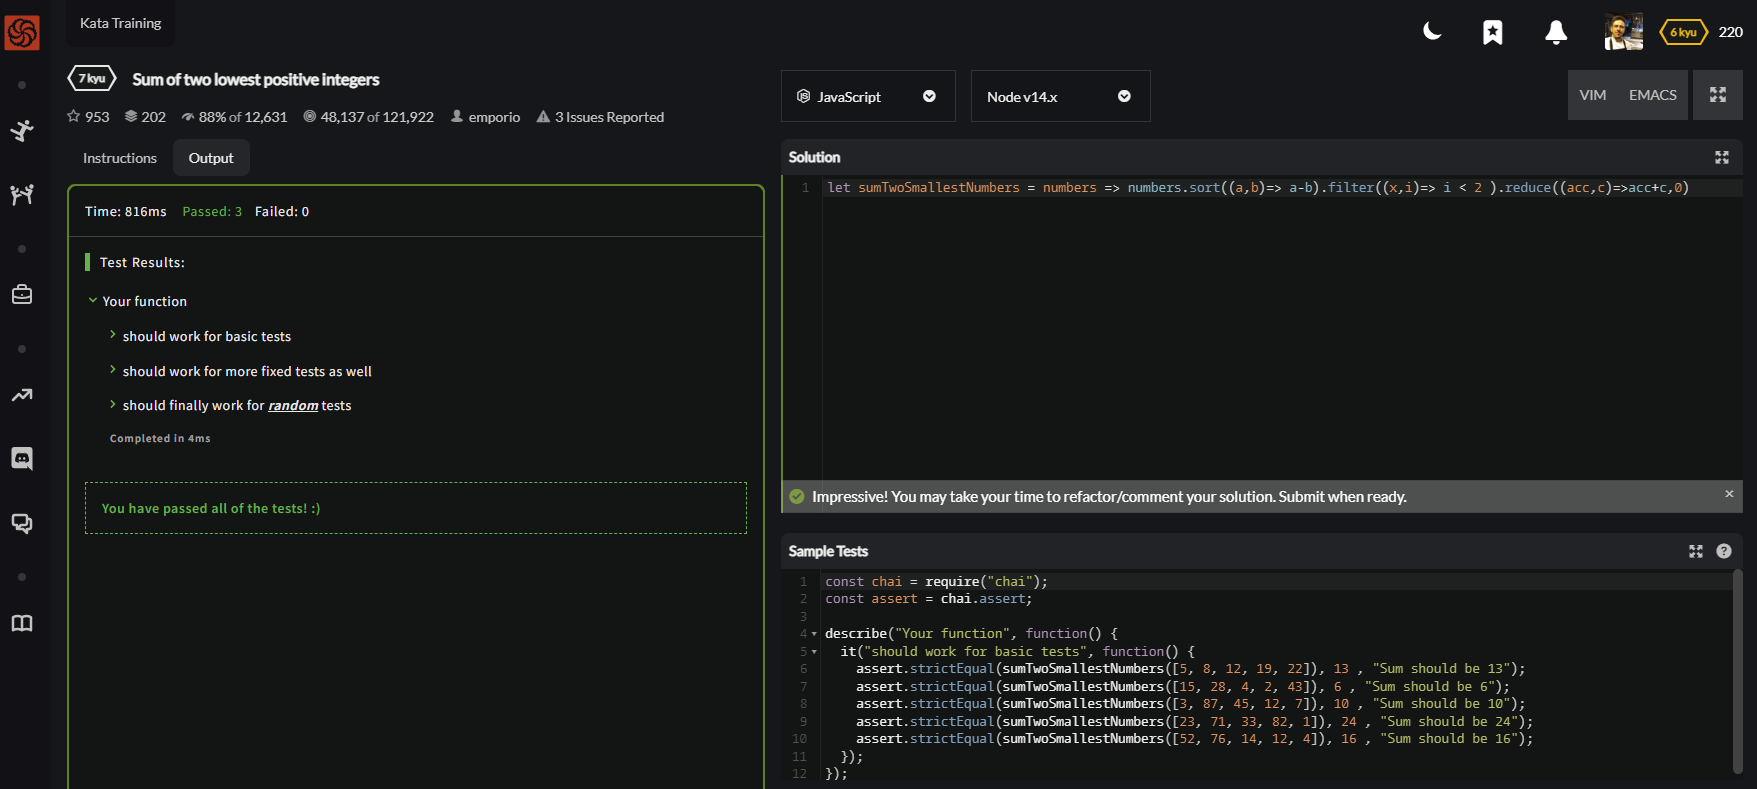 Kata Training
6 kyu 220
7 kyu Sum of two lowest positive integers
953 202 88% of 12,631 48,137 of 121,922 emporio 3 Issues Reported
Instructions Output
Time: 816ms Passed: 3 Failed: 0
Test Results:
Your function
should work for basic tests
should work for more fixed tests as well
should finally work for random tests
Completed in 4ms
You have passed all of the tests! :)
JavaScript Node v14.x VIM EMACS
Solution
1 let sumTwoSmallestNumbers = numbers => numbers.sort((a,b)=> a-b).filter((x,i)=> i < 2 ).reduce((acc,c)=>acc+c,0)
Impressive! You may take your time to refactor/comment your solution. Submit when ready. ×
Sample Tests ?
1 const chai = require("chai");
2 const assert = chai.assert;
3
4 describe("Your function", function() {
5 it("should work for basic tests", function() {
6 assert.strictEqual(sumTwoSmallestNumbers([5, 8, 12, 19, 22]), 13 , "Sum should be 13");
7 assert.strictEqual(sumTwoSmallestNumbers([15, 28, 4, 2, 43]), 6 , "Sum should be 6");
8 assert.strictEqual(sumTwoSmallestNumbers([3, 87, 45, 12, 7]), 10 , "Sum should be 10");
9 assert.strictEqual(sumTwoSmallestNumbers([23, 71, 33, 82, 1]), 24 , "Sum should be 24");
10 assert.strictEqual(sumTwoSmallestNumbers([52, 76, 14, 12, 4]), 16 , "Sum should be 16");
11 });
12 });